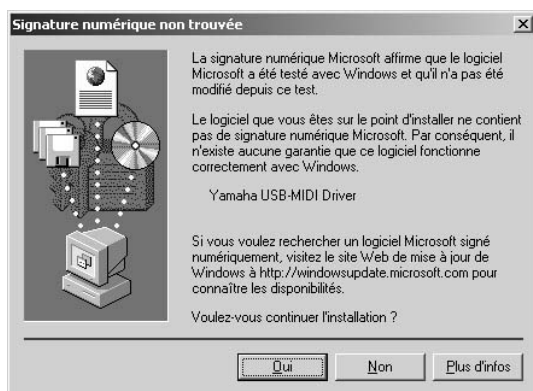 Signature numérique non trouvée
La signature numérique Microsoft affirme que le logiciel
Microsoft a été testé avec Windows et qu'il n'a pas été
modifié depuis ce test.
Le logiciel que vous êtes sur le point d'installer ne contient
pas de signature numérique Microsoft. Par conséquent, il
n'existe aucune garantie que ce logiciel fonctionne
correctement avec Windows.
Yamaha USB-MIDI Driver
Si vous voulez rechercher un logiciel Microsoft signé
numériquement, visitez le site Web de mise à jour de
Windows à http://windowsupdate.microsoft.com pour
connaître les disponibilités.
Voulez-vous continuer l'installation ?
Oui
Non
Plus d'infos